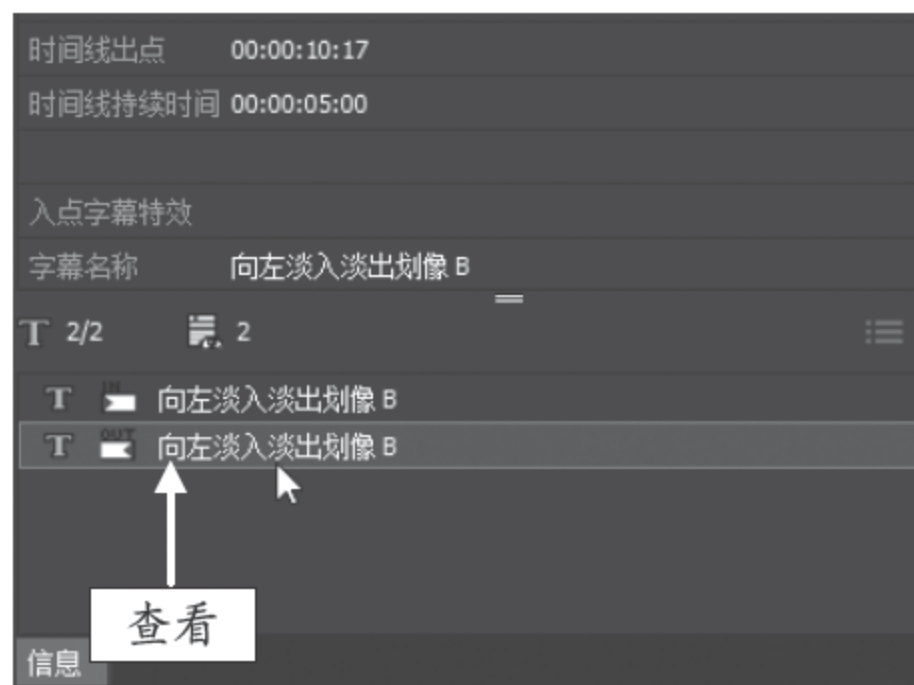 时间线出点 00:00:10:17
时间线持续时间 00:00:05:00
入点字幕特效
字幕名称 向左淡入淡出划像 B
T 2/2 2
T IN 向左淡入淡出划像 B
T OUT 向左淡入淡出划像 B
查看
信息